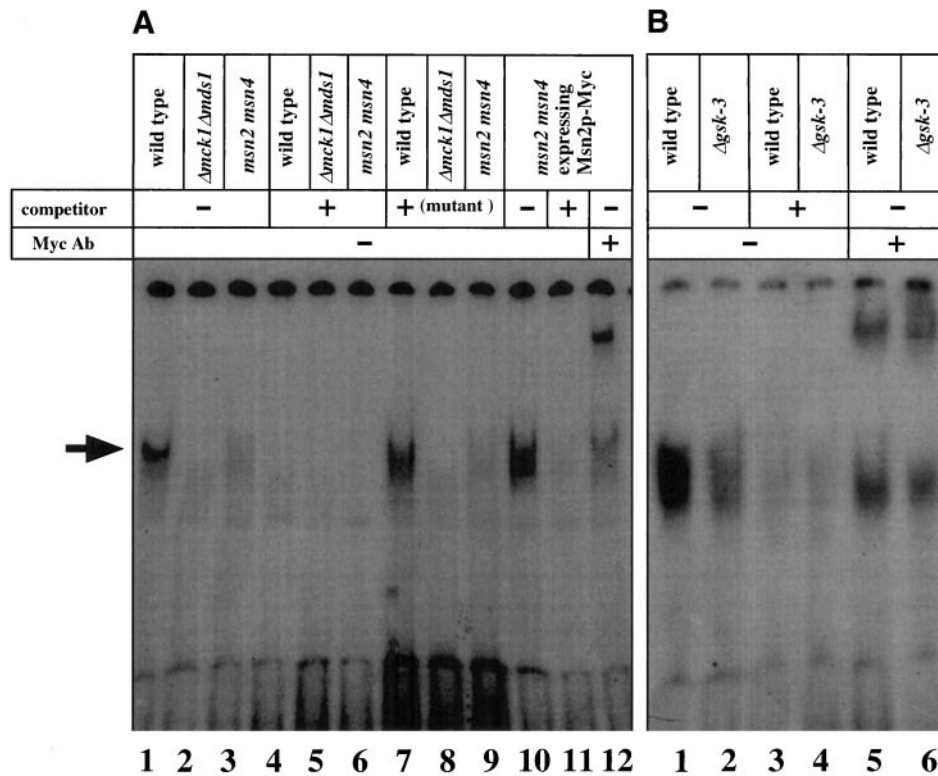 A
B
wild type
Δmck1Δmds1
msn2 msn4
wild type
Δmck1Δmds1
msn2 msn4
wild type
Δmck1Δmds1
msn2 msn4
msn2 msn4
expressing
Msn2p-Myc
wild type
Δgsk-3
wild type
Δgsk-3
wild type
Δgsk-3
competitor − + + (mutant ) − + − − + −
Myc Ab − + − +
1 2 3 4 5 6 7 8 9 10 11 12 1 2 3 4 5 6